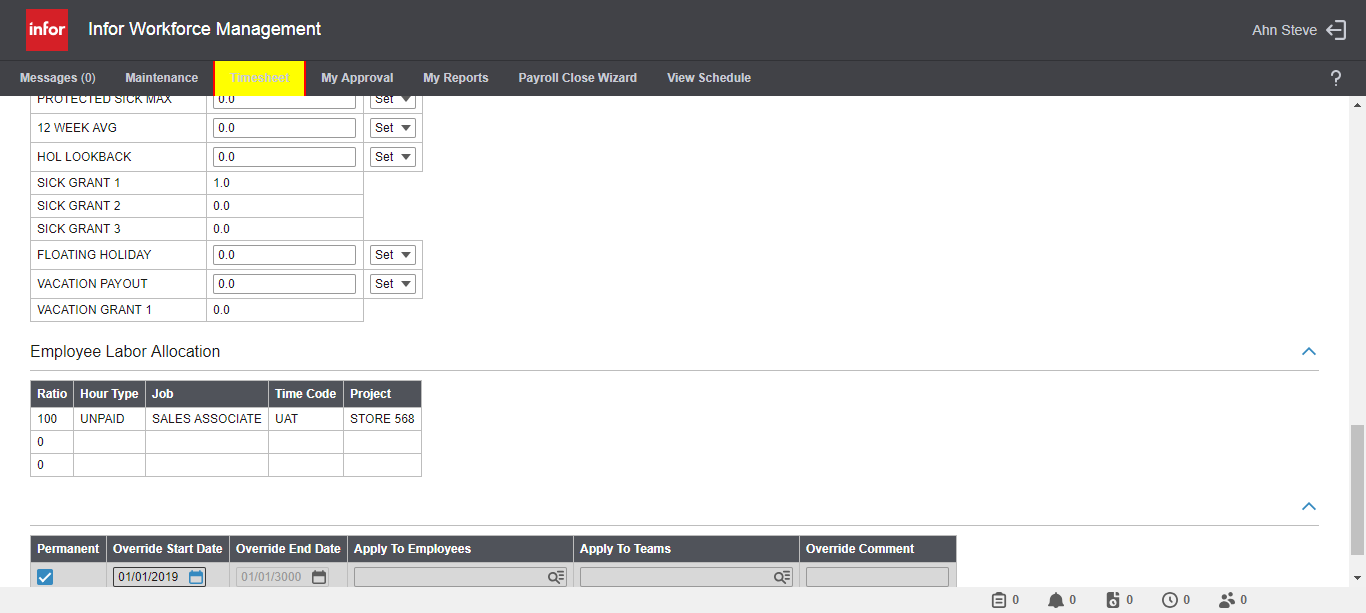 infor Infor Workforce Management Ahn Steve
Messages (0) Maintenance Timesheet My Approval My Reports Payroll Close Wizard View Schedule ?
PROTECTED SICK MAX 0.0 Set
12 WEEK AVG 0.0 Set
HOL LOOKBACK 0.0 Set
SICK GRANT 1 1.0
SICK GRANT 2 0.0
SICK GRANT 3 0.0
FLOATING HOLIDAY 0.0 Set
VACATION PAYOUT 0.0 Set
VACATION GRANT 1 0.0
Employee Labor Allocation
Ratio Hour Type Job Time Code Project
100 UNPAID SALES ASSOCIATE UAT STORE 568
0
0
Permanent Override Start Date Override End Date Apply To Employees Apply To Teams Override Comment
01/01/2019 01/01/3000
0 0 0 0 0